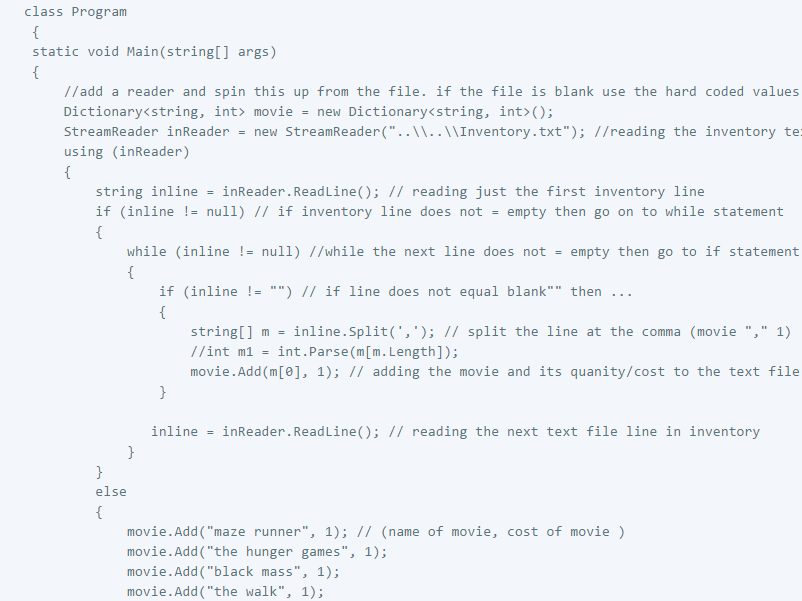 class Program
{
static void Main(string[] args)
{
//add a reader and spin this up from the file. if the file is blank use the hard coded values
Dictionary<string, int> movie = new Dictionary<string, int>();
StreamReader inReader = new StreamReader("..\\..\\Inventory.txt"); //reading the inventory
using (inReader)
{
string inline = inReader.ReadLine(); // reading just the first inventory line
if (inline != null) // if inventory line does not = empty then go on to while statement
{
while (inline != null) //while the next line does not = empty then go to if statement
{
if (inline != "") // if line does not equal blank"" then ...
{
string[] m = inline.Split(','); // split the line at the comma (movie "," 1)
//int m1 = int.Parse(m[m.Length]);
movie.Add(m[0], 1); // adding the movie and its quanity/cost to the text file
}
inline = inReader.ReadLine(); // reading the next text file line in inventory
}
}
else
{
movie.Add("maze runner", 1); // (name of movie, cost of movie )
movie.Add("the hunger games", 1);
movie.Add("black mass", 1);
movie.Add("the walk", 1);